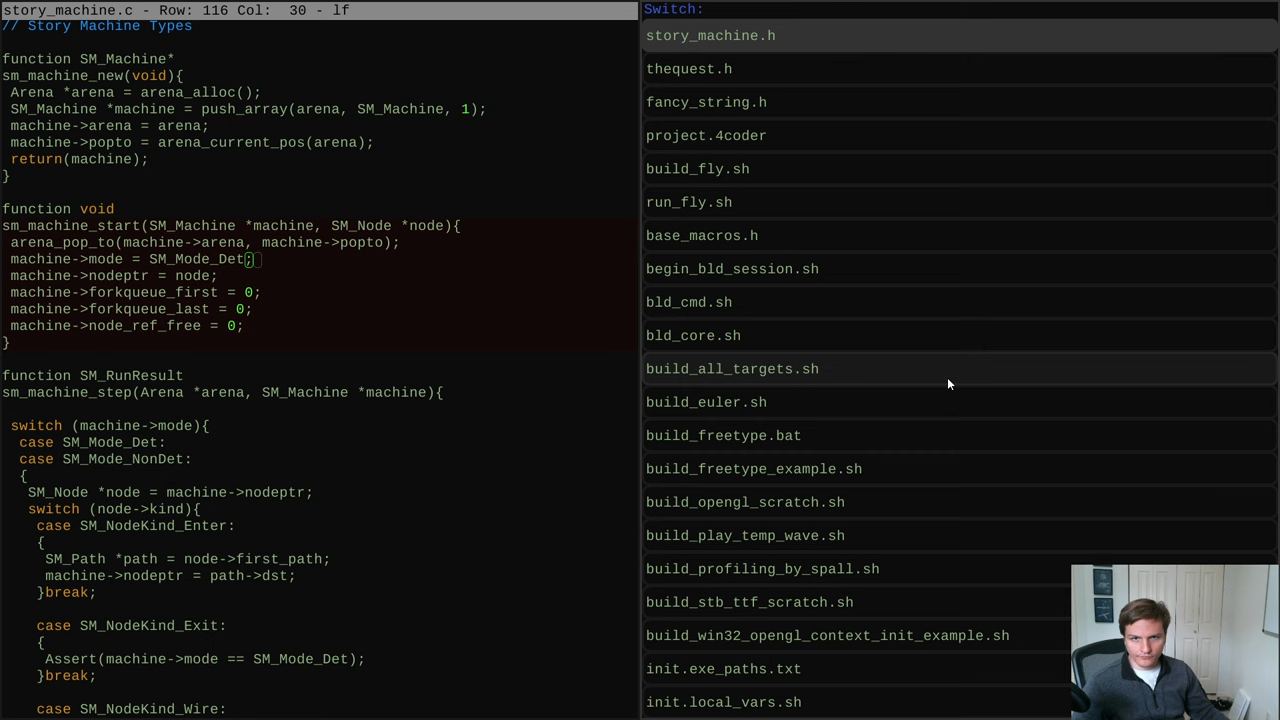 story_machine.c - Row: 116 Col:  30 - lf
// Story Machine Types
function SM_Machine*
sm_machine_new(void){
 Arena *arena = arena_alloc();
 SM_Machine *machine = push_array(arena, SM_Machine, 1);
 machine->arena = arena;
 machine->popto = arena_current_pos(arena);
 return(machine);
}
function void
sm_machine_start(SM_Machine *machine, SM_Node *node){
 arena_pop_to(machine->arena, machine->popto);
 machine->mode = SM_Mode_Det;
 machine->nodeptr = node;
 machine->forkqueue_first = 0;
 machine->forkqueue_last = 0;
 machine->node_ref_free = 0;
}
function SM_RunResult
sm_machine_step(Arena *arena, SM_Machine *machine){
 switch (machine->mode){
  case SM_Mode_Det:
  case SM_Mode_NonDet:
  {
   SM_Node *node = machine->nodeptr;
   switch (node->kind){
    case SM_NodeKind_Enter:
    {
     SM_Path *path = node->first_path;
     machine->nodeptr = path->dst;
    }break;
    case SM_NodeKind_Exit:
    {
     Assert(machine->mode == SM_Mode_Det);
    }break;
    case SM_NodeKind_Wire:
Switch:
story_machine.h
thequest.h
fancy_string.h
project.4coder
build_fly.sh
run_fly.sh
base_macros.h
begin_bld_session.sh
bld_cmd.sh
bld_core.sh
build_all_targets.sh
build_euler.sh
build_freetype.bat
build_freetype_example.sh
build_opengl_scratch.sh
build_play_temp_wave.sh
build_profiling_by_spall.sh
build_stb_ttf_scratch.sh
build_win32_opengl_context_init_example.sh
init.exe_paths.txt
init.local_vars.sh